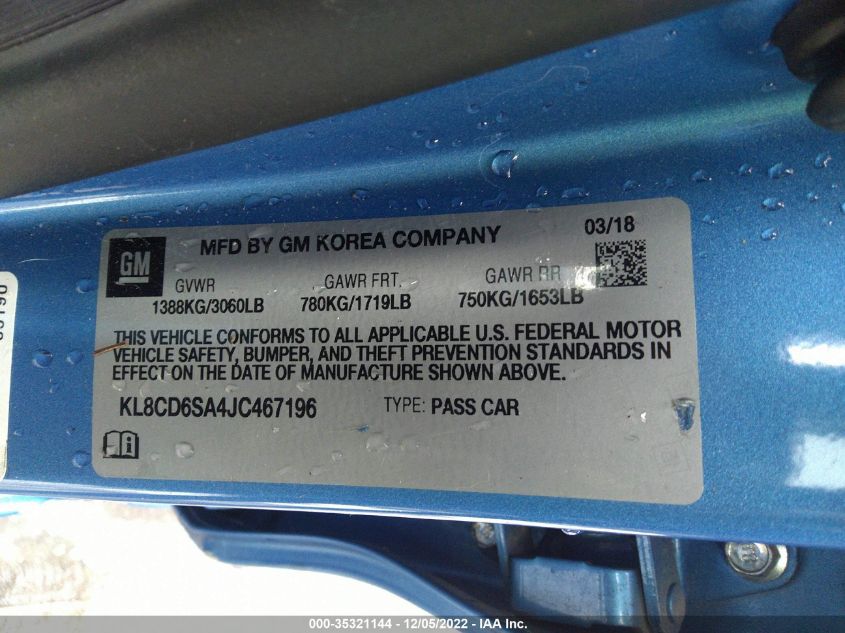 MFD BY GM KOREA COMPANY 03/18
GM
GVWR GAWR FRT. GAWR RR
1388KG/3060LB 780KG/1719LB 750KG/1653LB
THIS VEHICLE CONFORMS TO ALL APPLICABLE U.S. FEDERAL MOTOR
VEHICLE SAFETY, BUMPER, AND THEFT PREVENTION STANDARDS IN
EFFECT ON THE DATE OF MANUFACTURE SHOWN ABOVE.
KL8CD6SA4JC467196 TYPE: PASS CAR
000-35321144 - 12/05/2022 - IAA Inc.